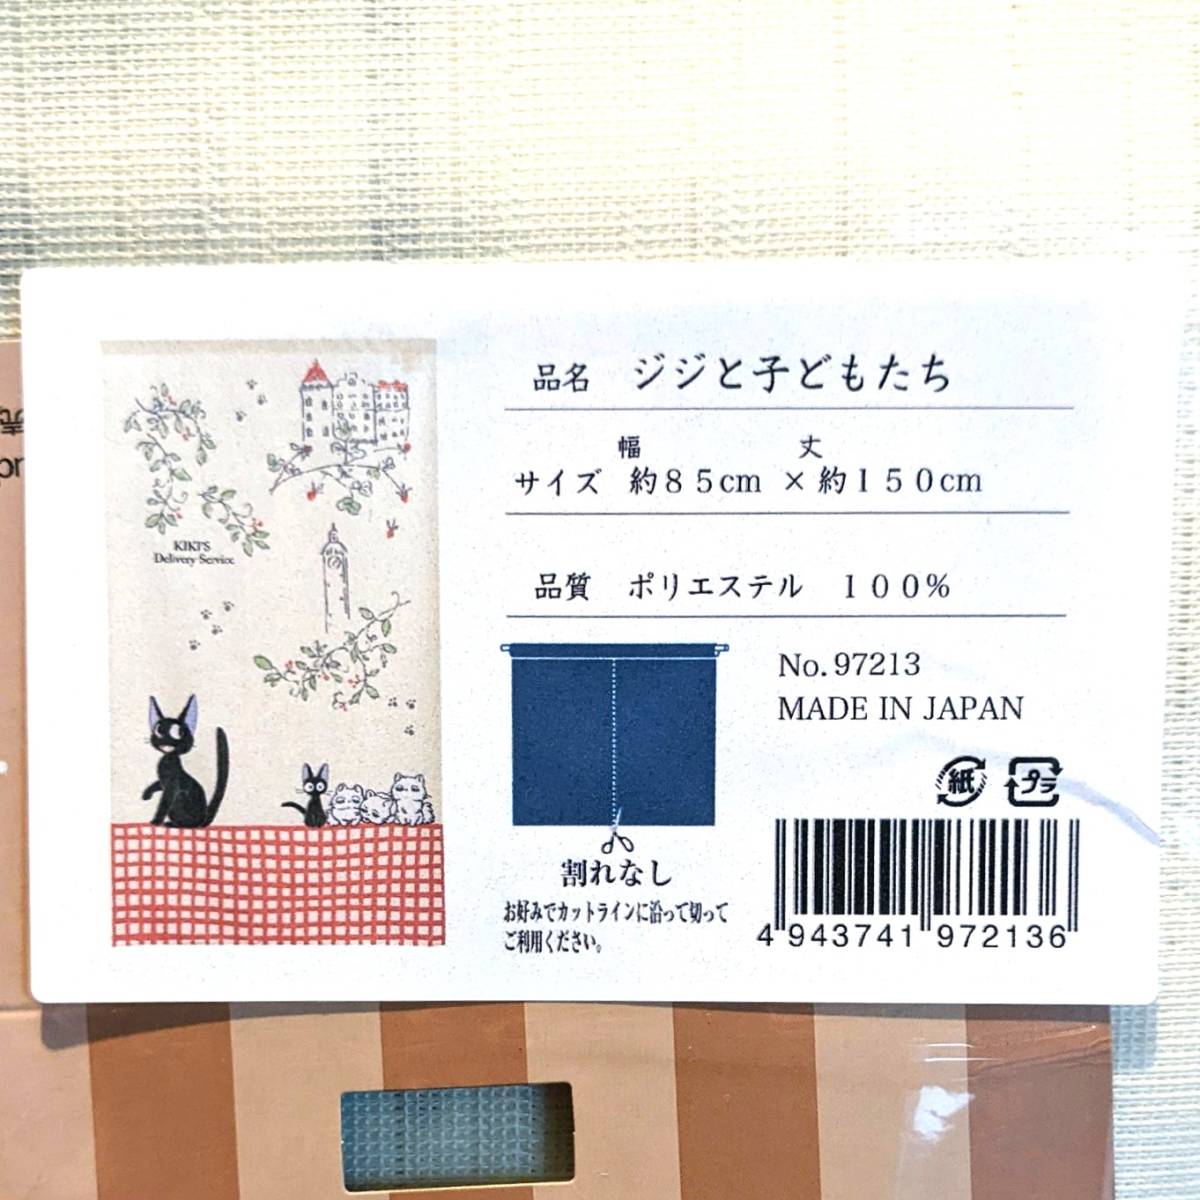 KIKI'S
Delivery Service
品名 ジジと子どもたち
幅 丈
サイズ 約85cm ×約150cm
品質 ポリエステル 100%
No. 97213
MADE IN JAPAN
紙 プラ
割れなし
お好みでカットラインに沿って切って
ご利用ください。
4 943741 972136